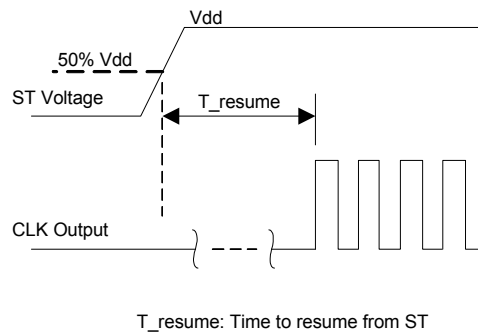 Vdd
50% Vdd
ST Voltage
T_resume
CLK Output
T_resume: Time to resume from ST